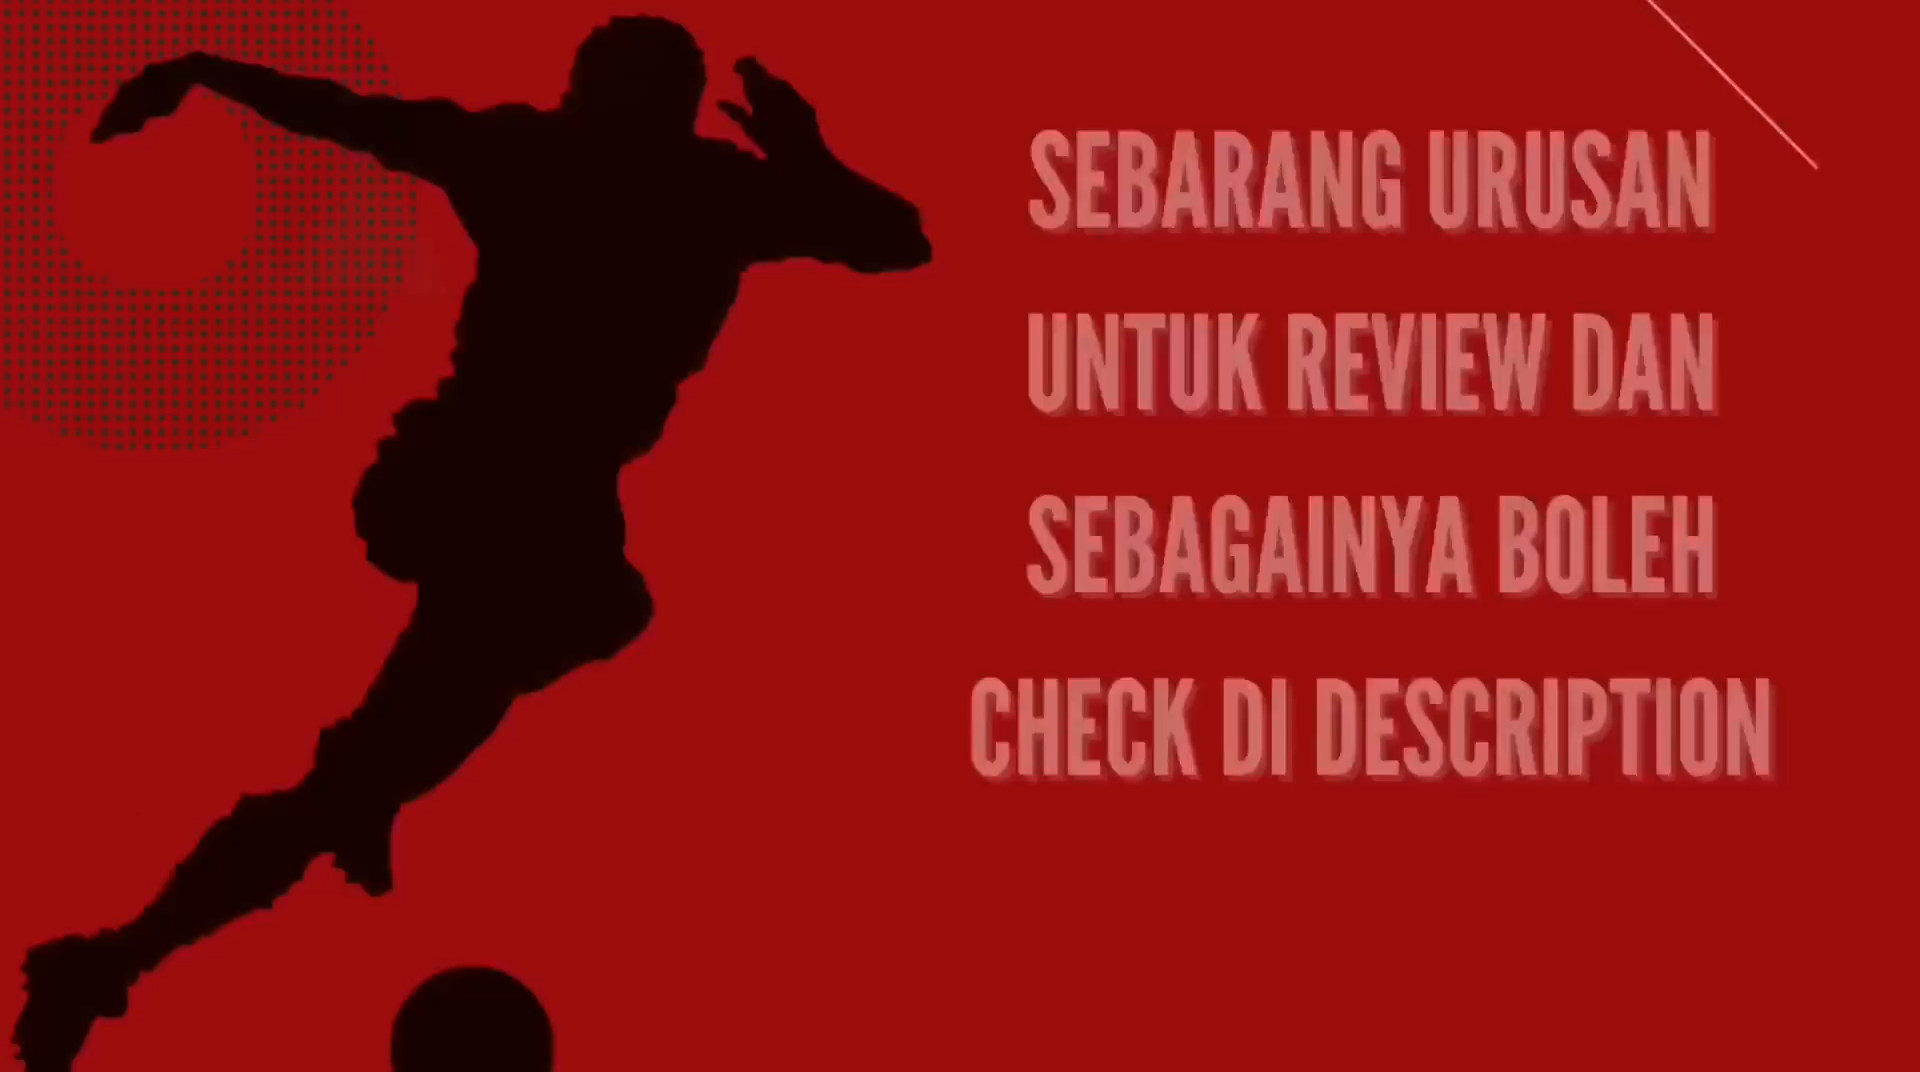 SEBARANG URUSAN
UNTUK REVIEW DAN
SEBAGAINYA BOLEH
CHECK DI DESCRIPTION